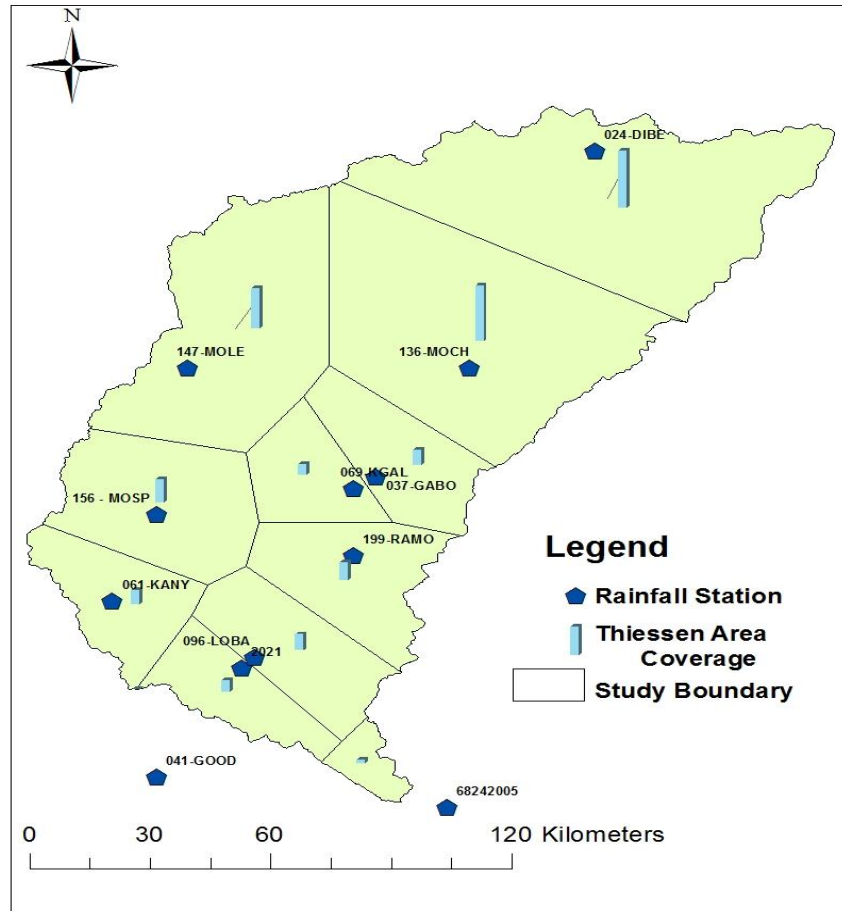 N
024-DIBE
147-MOLE
136-MOCH
069-KGAL
037-GABO
156 - MOSP
199-RAMO
061-KANY
096-LOBA
2021
041-GOOD
68242005
Legend
Rainfall Station
Thiessen Area
Coverage
Study Boundary
0 30 60 120 Kilometers